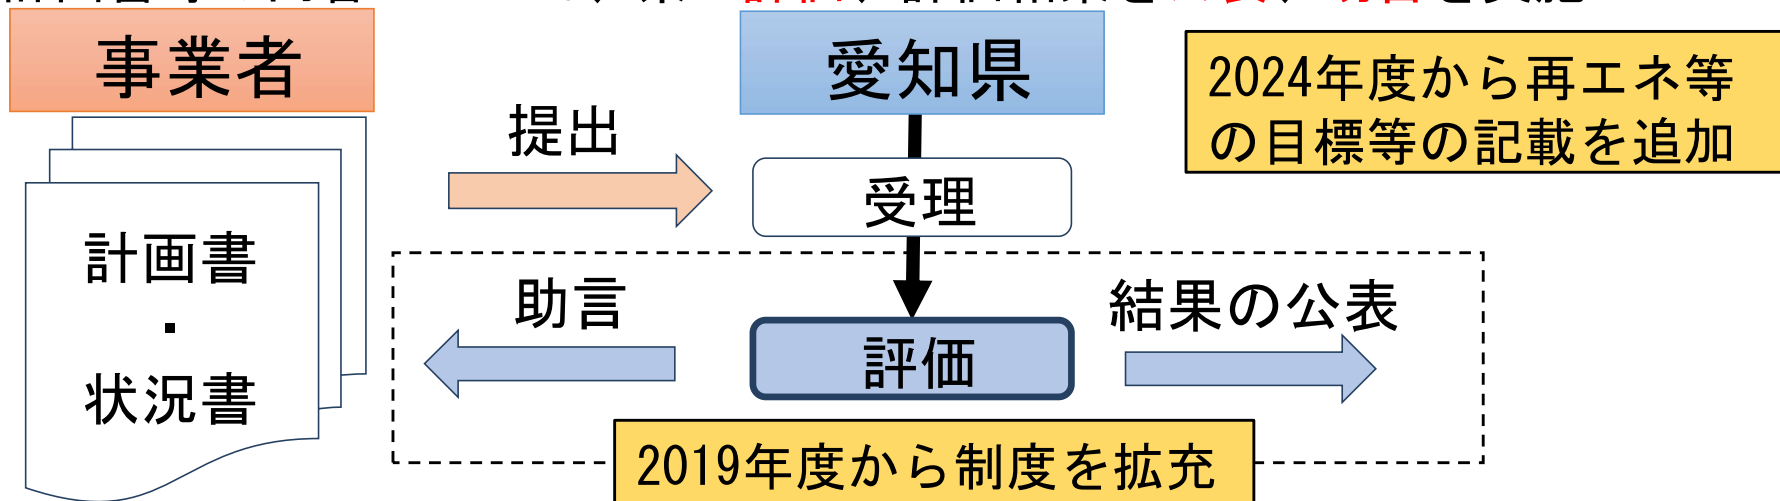 事業者
愛知県
2024年度から再エネ等
の目標等の記載を追加
提出
受理
計画書
・
状況書
助言
評価
結果の公表
2019年度から制度を拡充